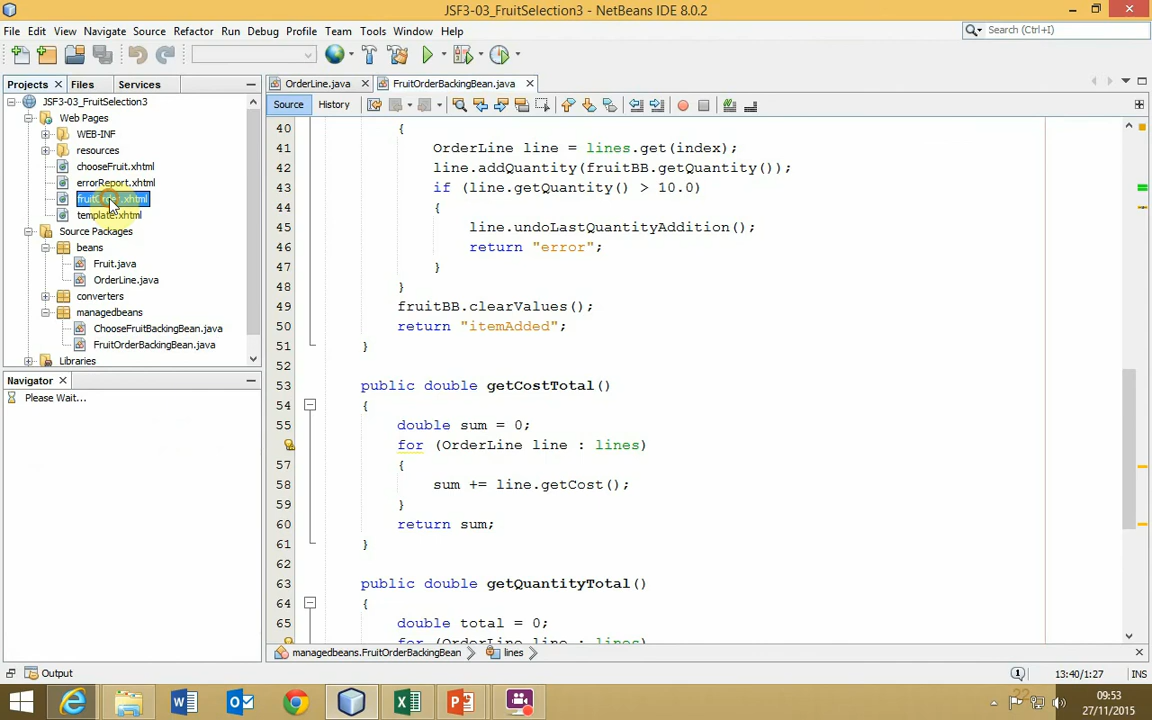 JSF3-03_FruitSelection3 - NetBeans IDE 8.0.2
File Edit View Navigate Source Refactor Run Debug Profile Team Tools Window Help
Search (Ctrl+I)
Projects Files Services
OrderLine.java FruitOrderBackingBean.java
Source History
JSF3-03_FruitSelection3
Web Pages
WEB-INF
resources
chooseFruit.xhtml
errorReport.xhtml
fruitOrder.xhtml
template.xhtml
Source Packages
beans
Fruit.java
OrderLine.java
converters
managedbeans
ChooseFruitBackingBean.java
FruitOrderBackingBean.java
Libraries
Navigator
Please Wait...
40 {
41 OrderLine line = lines.get(index);
42 line.addQuantity(fruitBB.getQuantity());
43 if (line.getQuantity() > 10.0)
44 {
45 line.undoLastQuantityAddition();
46 return "error";
47 }
48 }
49 fruitBB.clearValues();
50 return "itemAdded";
51 }
52
53 public double getCostTotal()
54 {
55 double sum = 0;
for (OrderLine line : lines)
57 {
58 sum += line.getCost();
59 }
60 return sum;
61 }
62
63 public double getQuantityTotal()
64 {
65 double total = 0;
for (OrderLine line : lines)
managedbeans.FruitOrderBackingBean lines
Output
1 13:40/1:27 INS
09:53
27/11/2015